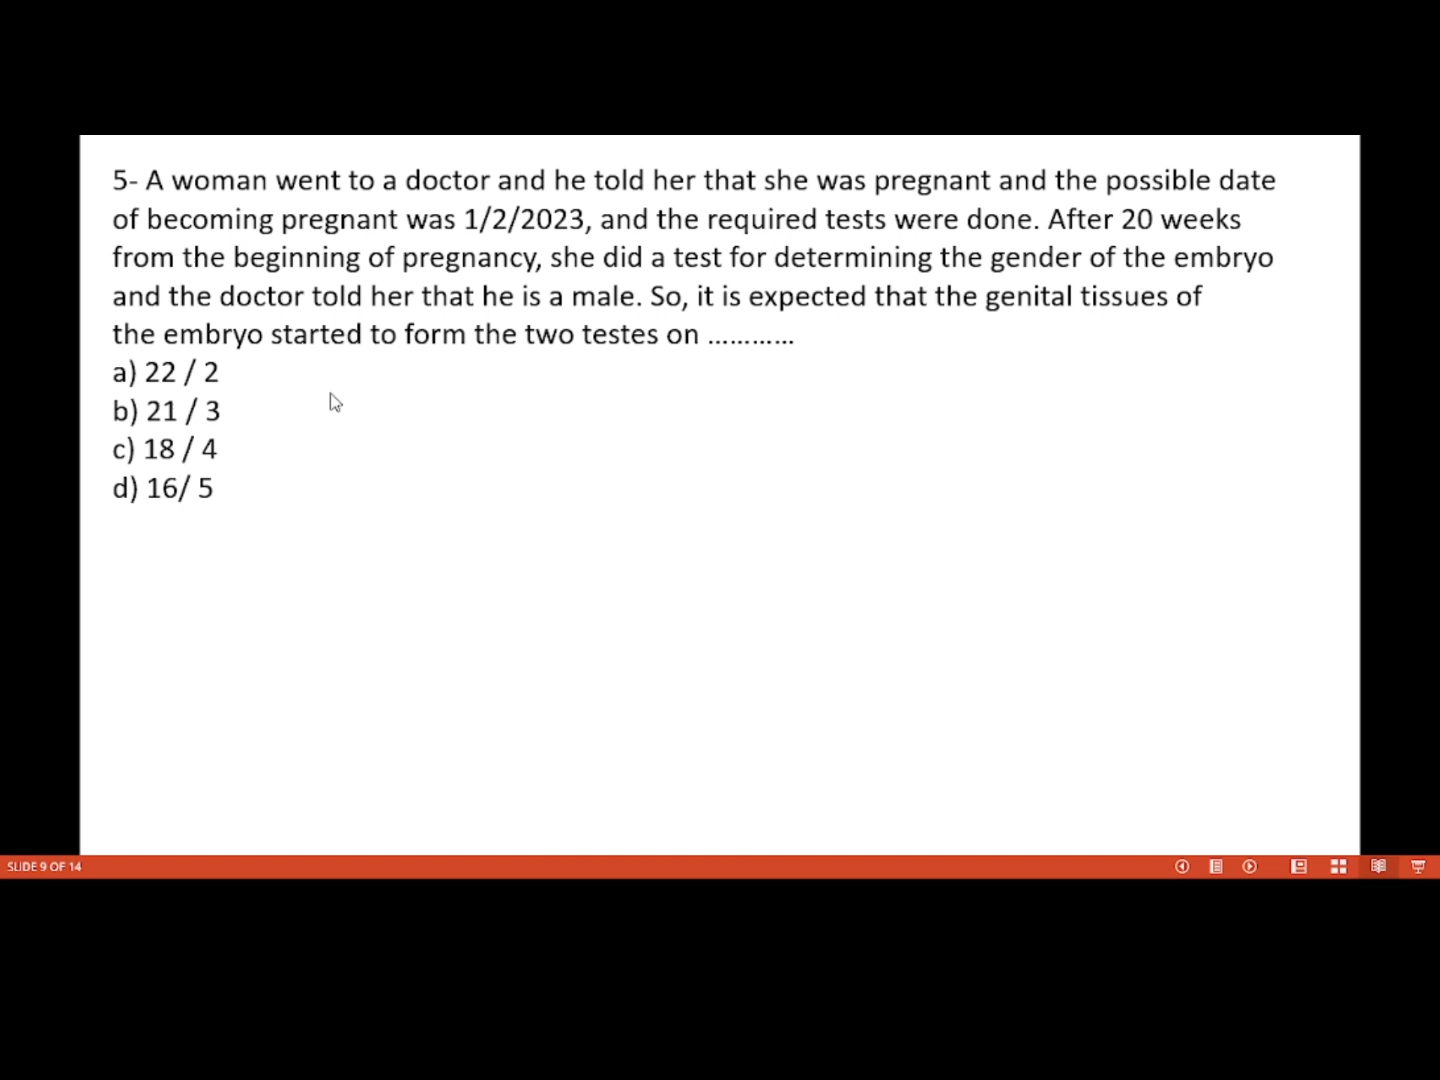 5- A woman went to a doctor and he told her that she was pregnant and the possible date
of becoming pregnant was 1/2/2023, and the required tests were done. After 20 weeks
from the beginning of pregnancy, she did a test for determining the gender of the embryo
and the doctor told her that he is a male. So, it is expected that the genital tissues of
the embryo started to form the two testes on ............
a) 22 / 2
b) 21 / 3
c) 18 / 4
d) 16/ 5
SLIDE 9 OF 14